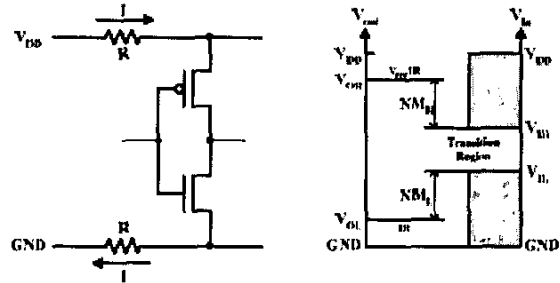 I
V_DD
R
R
GND
I
V_out
V_in
V_DD
V_DD
V_OH
V_DD-IR
NM_H
V_IH
Transition
Region
V_IL
NM_L
V_OL
IR
GND
GND